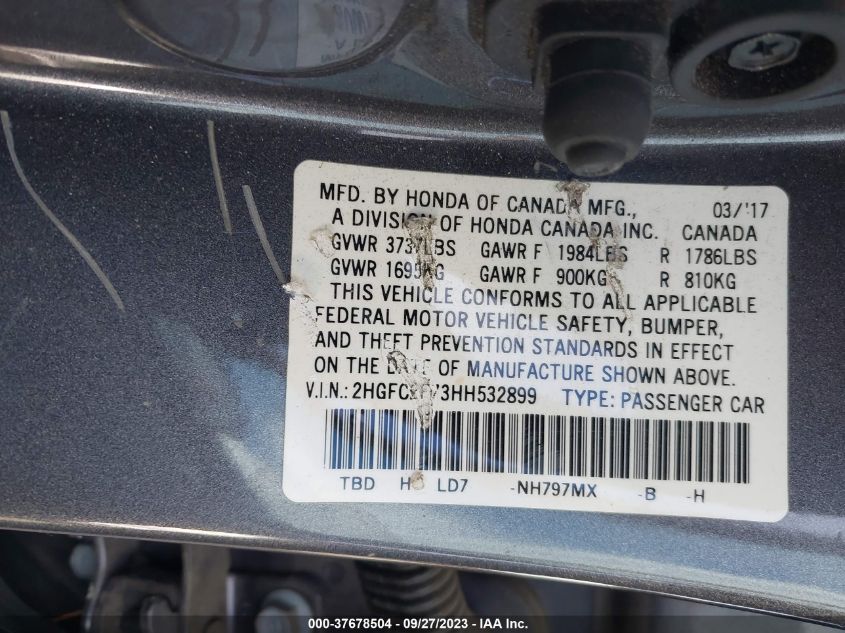 MFD. BY HONDA OF CANADA MFG., 03/'17
A DIVISION OF HONDA CANADA INC. CANADA
GVWR 3737LBS GAWR F 1984LBS R 1786LBS
GVWR 1695KG GAWR F 900KG R 810KG
THIS VEHICLE CONFORMS TO ALL APPLICABLE
FEDERAL MOTOR VEHICLE SAFETY, BUMPER,
AND THEFT PREVENTION STANDARDS IN EFFECT
ON THE DATE OF MANUFACTURE SHOWN ABOVE.
V.I.N.: TYPE: PASSENGER CAR
TBD LD7 -NH797MX -B -H
000-37678504 / 09/27/2023 / IAA Inc.